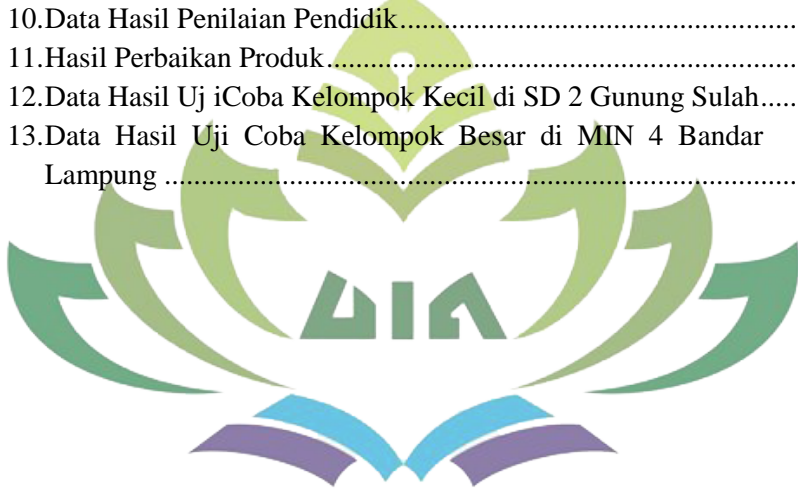 10.Data Hasil Penilaian Pendidik......................................................
11.Hasil Perbaikan Produk................................................................
12.Data Hasil Uj iCoba Kelompok Kecil di SD 2 Gunung Sulah.....
13.Data Hasil Uji Coba Kelompok Besar di MIN 4 Bandar
Lampung ......................................................................................
UIN